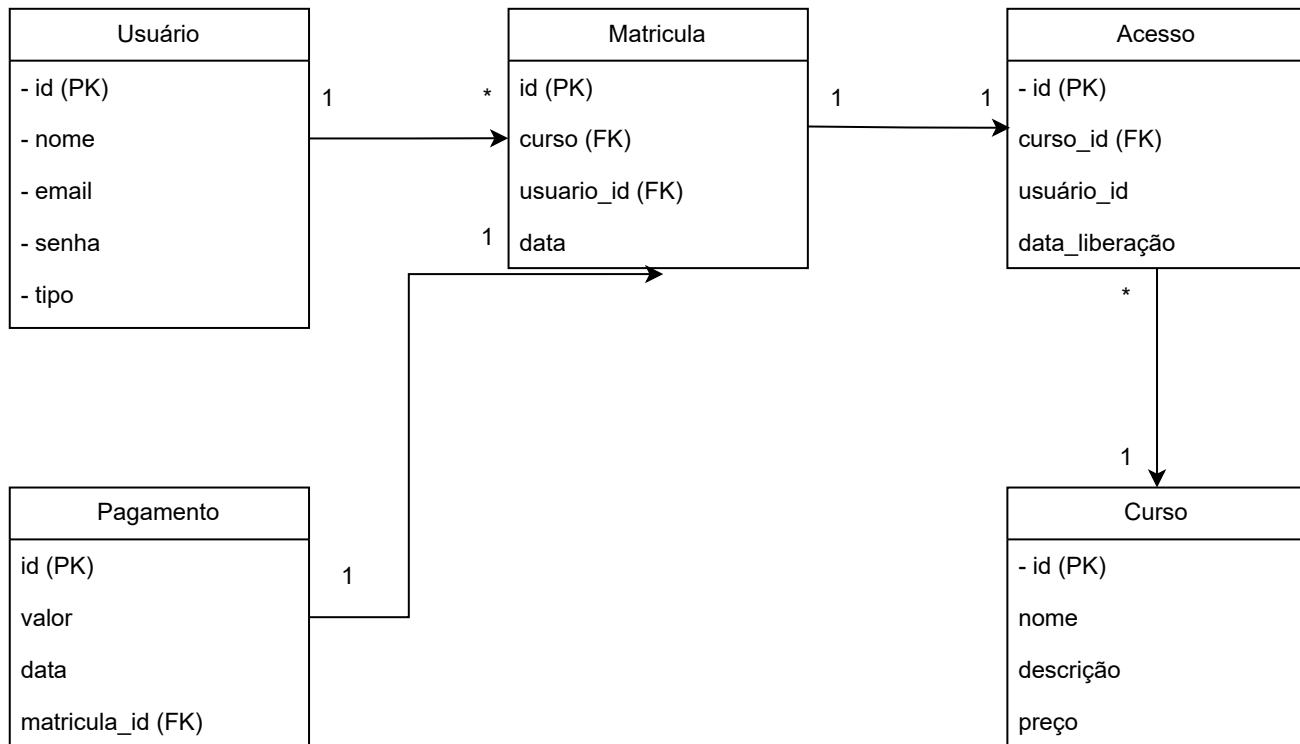 Usuário
- id (PK)
- nome
- email
- senha
- tipo
1
*
Matricula
id (PK)
curso (FK)
usuario_id (FK)
data
1
1
1
Acesso
- id (PK)
curso_id (FK)
usuário_id
data_liberação
*
1
Pagamento
id (PK)
valor
data
matricula_id (FK)
1
Curso
- id (PK)
nome
descrição
preço